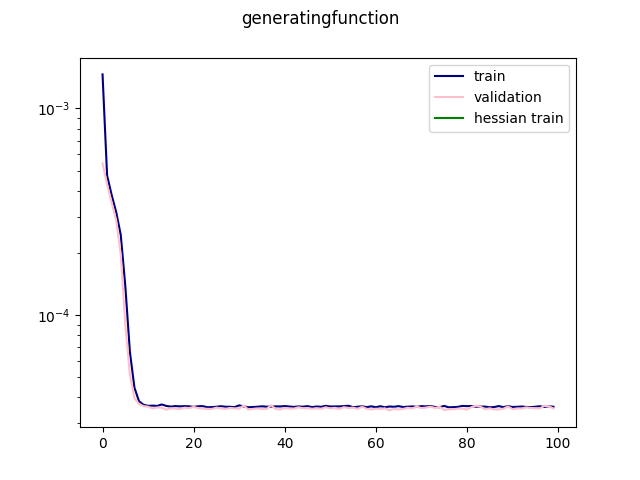 generatingfunction
train
validation
hessian train
10⁻³
10⁻⁴
0 20 40 60 80 100